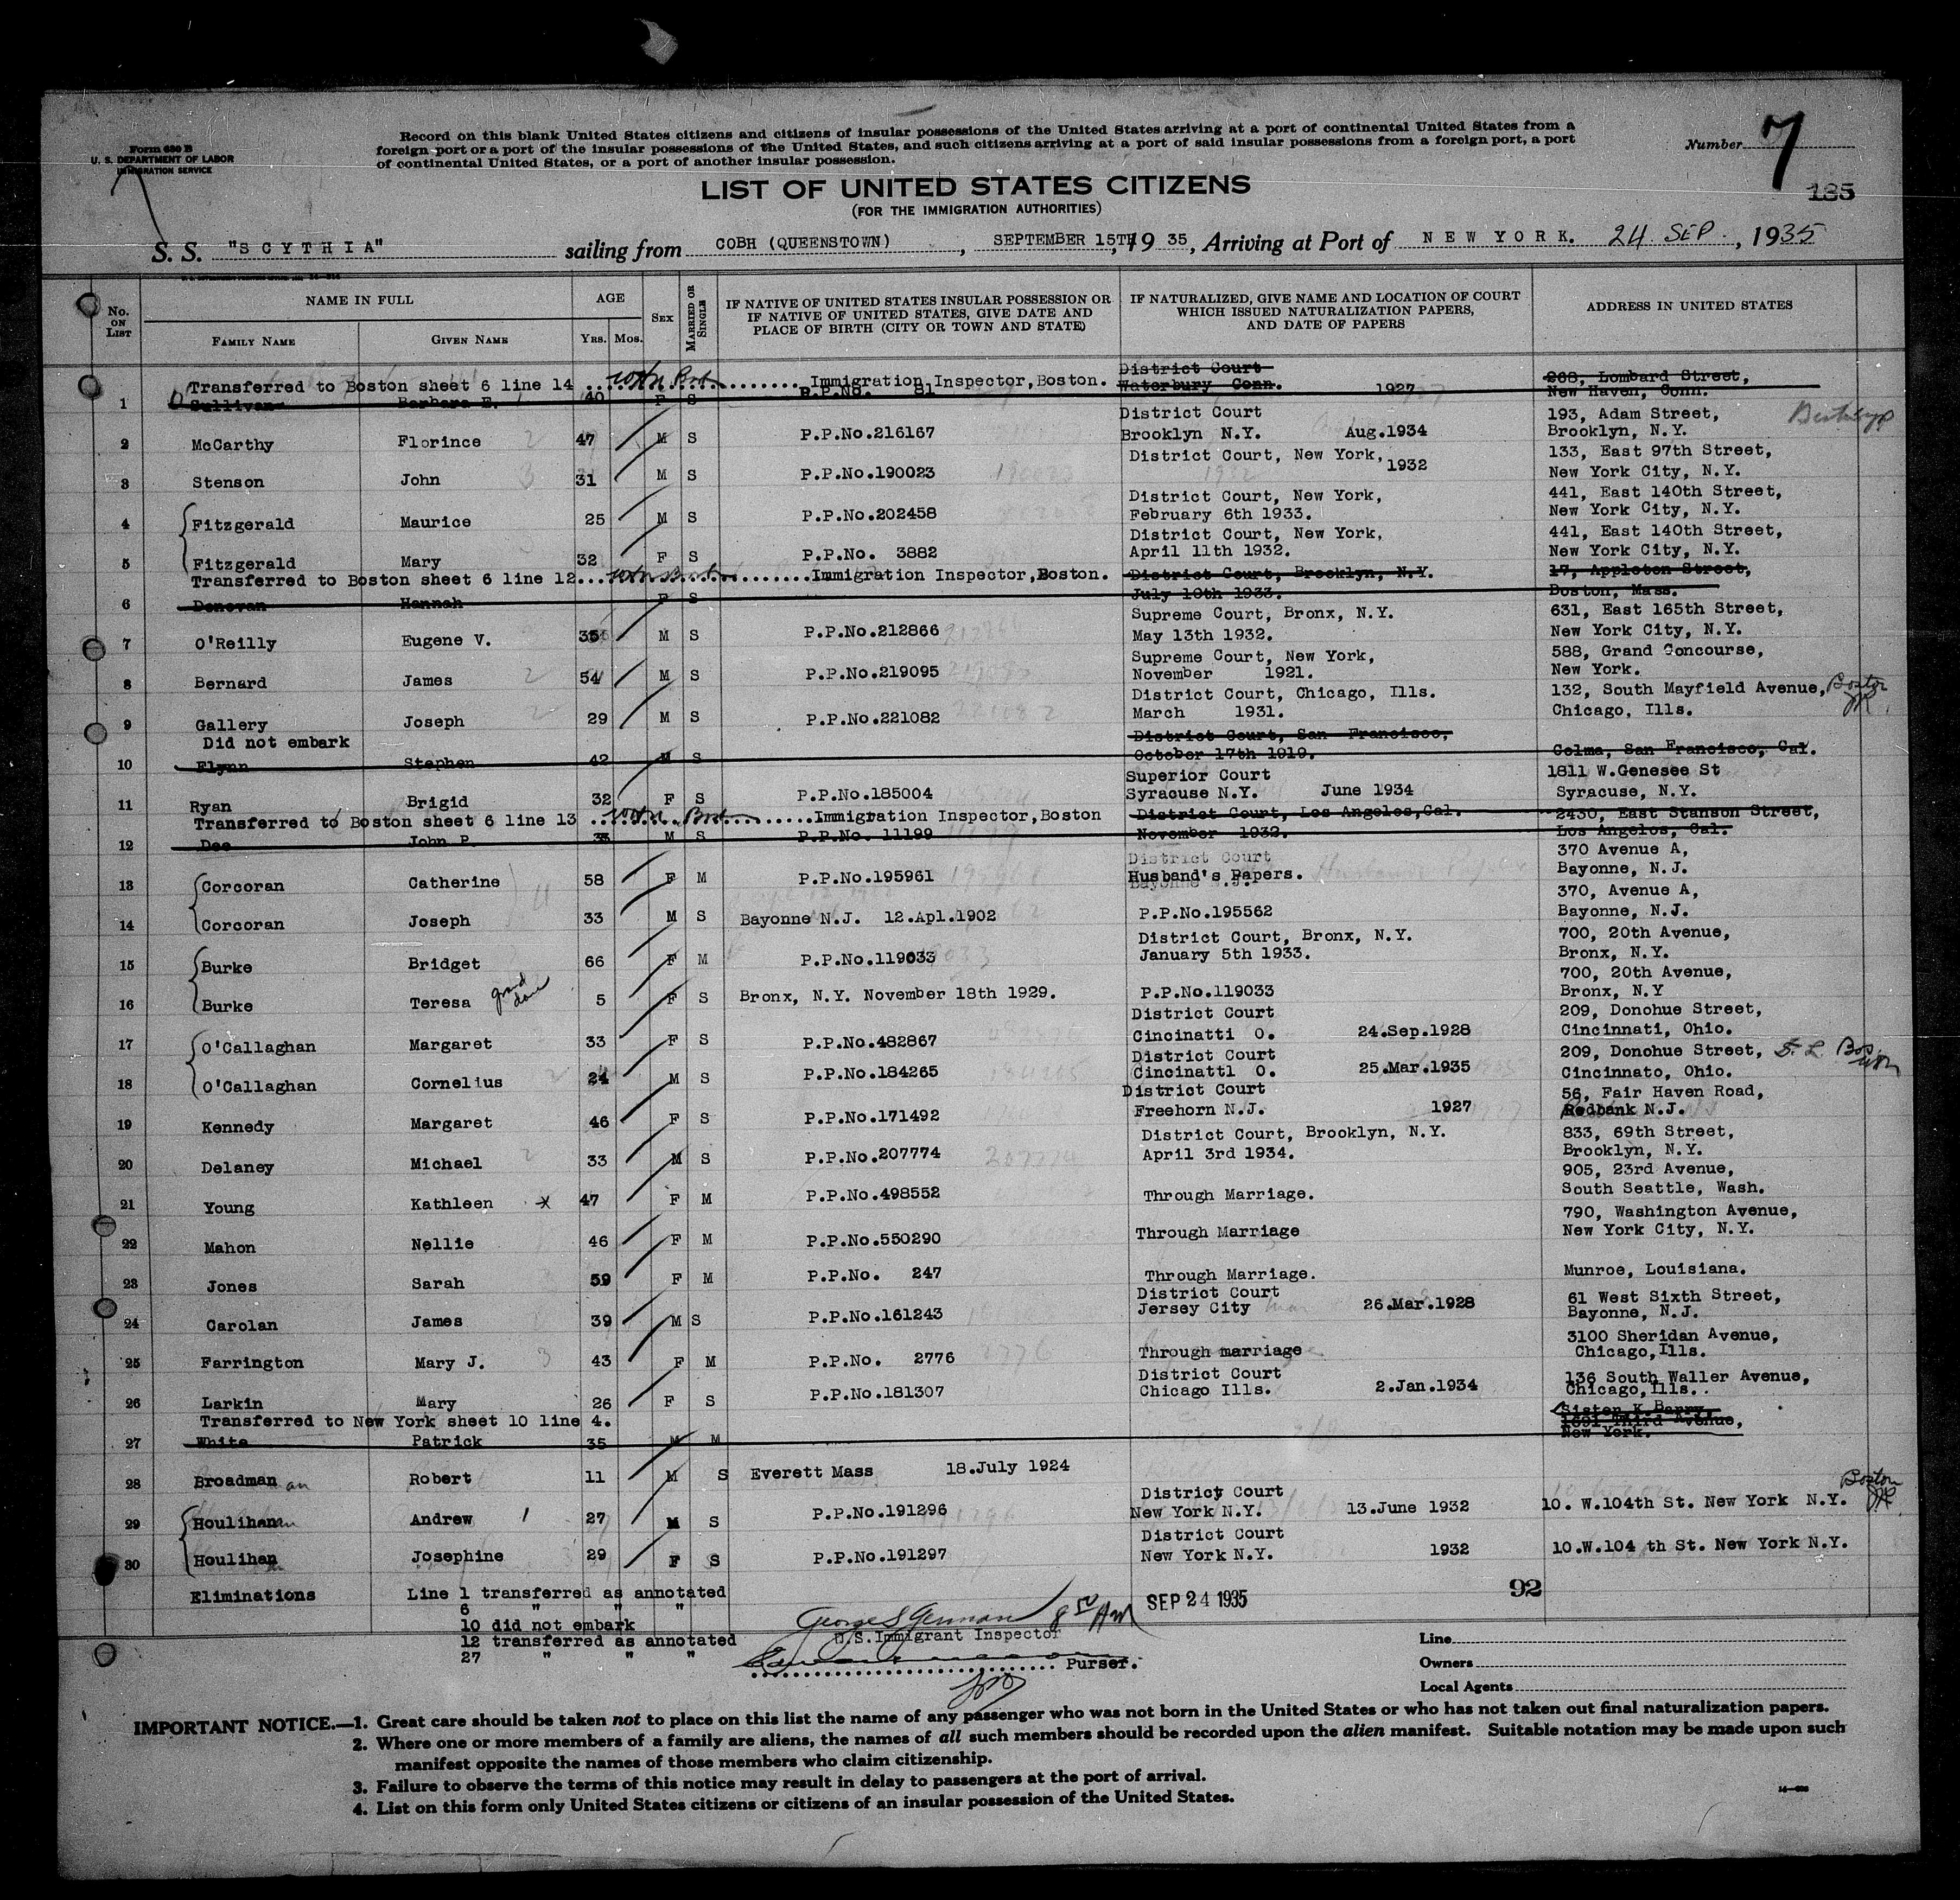 Form 630 B
U. S. DEPARTMENT OF LABOR
IMMIGRATION SERVICE
Record on this blank United States citizens and citizens of insular possessions of the United States arriving at a port of continental United States from a
foreign port or a port of the insular possessions of the United States, and such citizens arriving at a port of said insular possessions from a foreign port, a port
of continental United States, or a port of another insular possession.
Number 7
185
LIST OF UNITED STATES CITIZENS
(FOR THE IMMIGRATION AUTHORITIES)
S. S. "SCYTHIA" sailing from COBH (QUEENSTOWN), SEPTEMBER 15TH, 1935, Arriving at Port of NEW YORK. 24 SEP., 1935
No. ON LIST
NAME IN FULL
FAMILY NAME
GIVEN NAME
AGE
YRS. MOS.
SEX
MARRIED OR SINGLE
IF NATIVE OF UNITED STATES INSULAR POSSESSION OR
IF NATIVE OF UNITED STATES, GIVE DATE AND
PLACE OF BIRTH (CITY OR TOWN AND STATE)
IF NATURALIZED, GIVE NAME AND LOCATION OF COURT
WHICH ISSUED NATURALIZATION PAPERS,
AND DATE OF PAPERS
ADDRESS IN UNITED STATES
Transferred to Boston sheet 6 line 14 .......... Immigration Inspector, Boston. District Court 268, Lombard Street,
1 Sullivan Barbara E. 40 F S P.P.No. 81 Waterbury Conn. 1927 New Haven, Conn.
District Court 193, Adam Street,
2 McCarthy Florince 47 M S P.P.No.216167 Brooklyn N.Y. Aug.1934 Brooklyn, N.Y.
District Court, New York, 133, East 97th Street,
3 Stenson John 31 M S P.P.No.190023 1932 New York City, N.Y.
District Court, New York, 441, East 140th Street,
4 Fitzgerald Maurice 25 M S P.P.No.202458 February 6th 1933. New York City, N.Y.
District Court, New York, 441, East 140th Street,
5 Fitzgerald Mary 32 F S P.P.No. 3882 April 11th 1932. New York City, N.Y.
Transferred to Boston sheet 6 line 12.......... Immigration Inspector, Boston. District Court, Brooklyn, N.Y. 17, Appleton Street,
6 Donovan Hannah F S July 10th 1933. Boston, Mass.
Supreme Court, Bronx, N.Y. 631, East 165th Street,
7 O'Reilly Eugene V. 35 M S P.P.No.212866 May 13th 1932. New York City, N.Y.
Supreme Court, New York, 588, Grand Concourse,
8 Bernard James 54 M S P.P.No.219095 November 1921. New York.
District Court, Chicago, Ills. 132, South Mayfield Avenue, Boston
9 Gallery Joseph 29 M S P.P.No.221082 March 1931. Chicago, Ills.
Did not embark District Court, San Francisco,
10 Flynn Stephen 42 M S October 17th 1919. Colma, San Francisco, Cal.
Superior Court 1811 W.Genesee St
11 Ryan Brigid 32 F S P.P.No.185004 Syracuse N.Y. June 1934 Syracuse, N.Y.
Transferred to Boston sheet 6 line 13 .......... Immigration Inspector, Boston District Court, Los Angeles, Cal. 2430, East Stanson Street,
12 Dee John P. 35 M S P.P.No. 11199 November 1932. Los Angelos, Cal.
District Court 370 Avenue A,
13 Corcoran Catherine 58 F M P.P.No.195961 Husband's Papers. Bayonne N.J. Bayonne, N.J.
370, Avenue A,
14 Corcoran Joseph 33 M S Bayonne N.J. 12.Apl.1902 P.P.No.195562 Bayonne, N.J.
District Court, Bronx, N.Y. 700, 20th Avenue,
15 Burke Bridget 66 F M P.P.No.119033 January 5th 1933. Bronx, N.Y.
700, 20th Avenue,
16 Burke Teresa 5 F S Bronx, N.Y. November 18th 1929. P.P.No.119033 Bronx, N.Y
District Court 209, Donohue Street,
17 O'Callaghan Margaret 33 F S P.P.No.482867 Cincinatti O. 24.Sep.1928 Cincinnati, Ohio.
District Court 209, Donohue Street,
18 O'Callaghan Cornelius 24 M S P.P.No.184265 Cincinattl O. 25.Mar.1935 Cincinnato, Ohio.
District Court 56, Fair Haven Road,
19 Kennedy Margaret 46 F S P.P.No.171492 Freehorn N.J. 1927 Redbank N.J.
District Court, Brooklyn, N.Y. 833, 69th Street,
20 Delaney Michael 33 M S P.P.No.207774 April 3rd 1934. Brooklyn, N.Y.
905, 23rd Avenue,
21 Young Kathleen x 47 F M P.P.No.498552 Through Marriage. South Seattle, Wash.
790, Washington Avenue,
22 Mahon Nellie 46 F M P.P.No.550290 Through Marriage New York City, N.Y.
23 Jones Sarah 59 F M P.P.No. 247 Through Marriage. Munroe, Louisiana.
District Court 61 West Sixth Street,
24 Carolan James 39 M S P.P.No.161243 Jersey City 26.Mar.1928 Bayonne, N.J.
3100 Sheridan Avenue,
25 Farrington Mary J. 43 F M P.P.No. 2776 Through marriage Chicago, Ills.
District Court 136 South Waller Avenue,
26 Larkin Mary 26 F S P.P.No.181307 Chicago Ills. 2.Jan.1934 Chicago, Ills.
Transferred to New York sheet 10 line 4. Sister K.Barry, 1691 Third Avenue,
27 White Patrick 35 M M New York.
28 Broadman Robert 11 M S Everett Mass 18.July 1924
District Court Boston
29 Houlihan Andrew 27 M S P.P.No.191296 New York N.Y. 13.June 1932 10. W.104th St. New York N.Y.
District Court
30 Houlihan Josephine 29 F S P.P.No.191297 New York N.Y. 1932 10.W.104 th St. New York N.Y.
Eliminations Line 1 transferred as annotated
6 " " "
10 did not embark
12 transferred as annotated
27 " " "
George S German 8 50 AM
U.S. Immigrant Inspector
Purser.
SEP 24 1935
92
Line
Owners
Local Agents
IMPORTANT NOTICE.—1. Great care should be taken not to place on this list the name of any passenger who was not born in the United States or who has not taken out final naturalization papers.
2. Where one or more members of a family are aliens, the names of all such members should be recorded upon the alien manifest. Suitable notation may be made upon such
manifest opposite the names of those members who claim citizenship.
3. Failure to observe the terms of this notice may result in delay to passengers at the port of arrival.
4. List on this form only United States citizens or citizens of an insular possession of the United States.